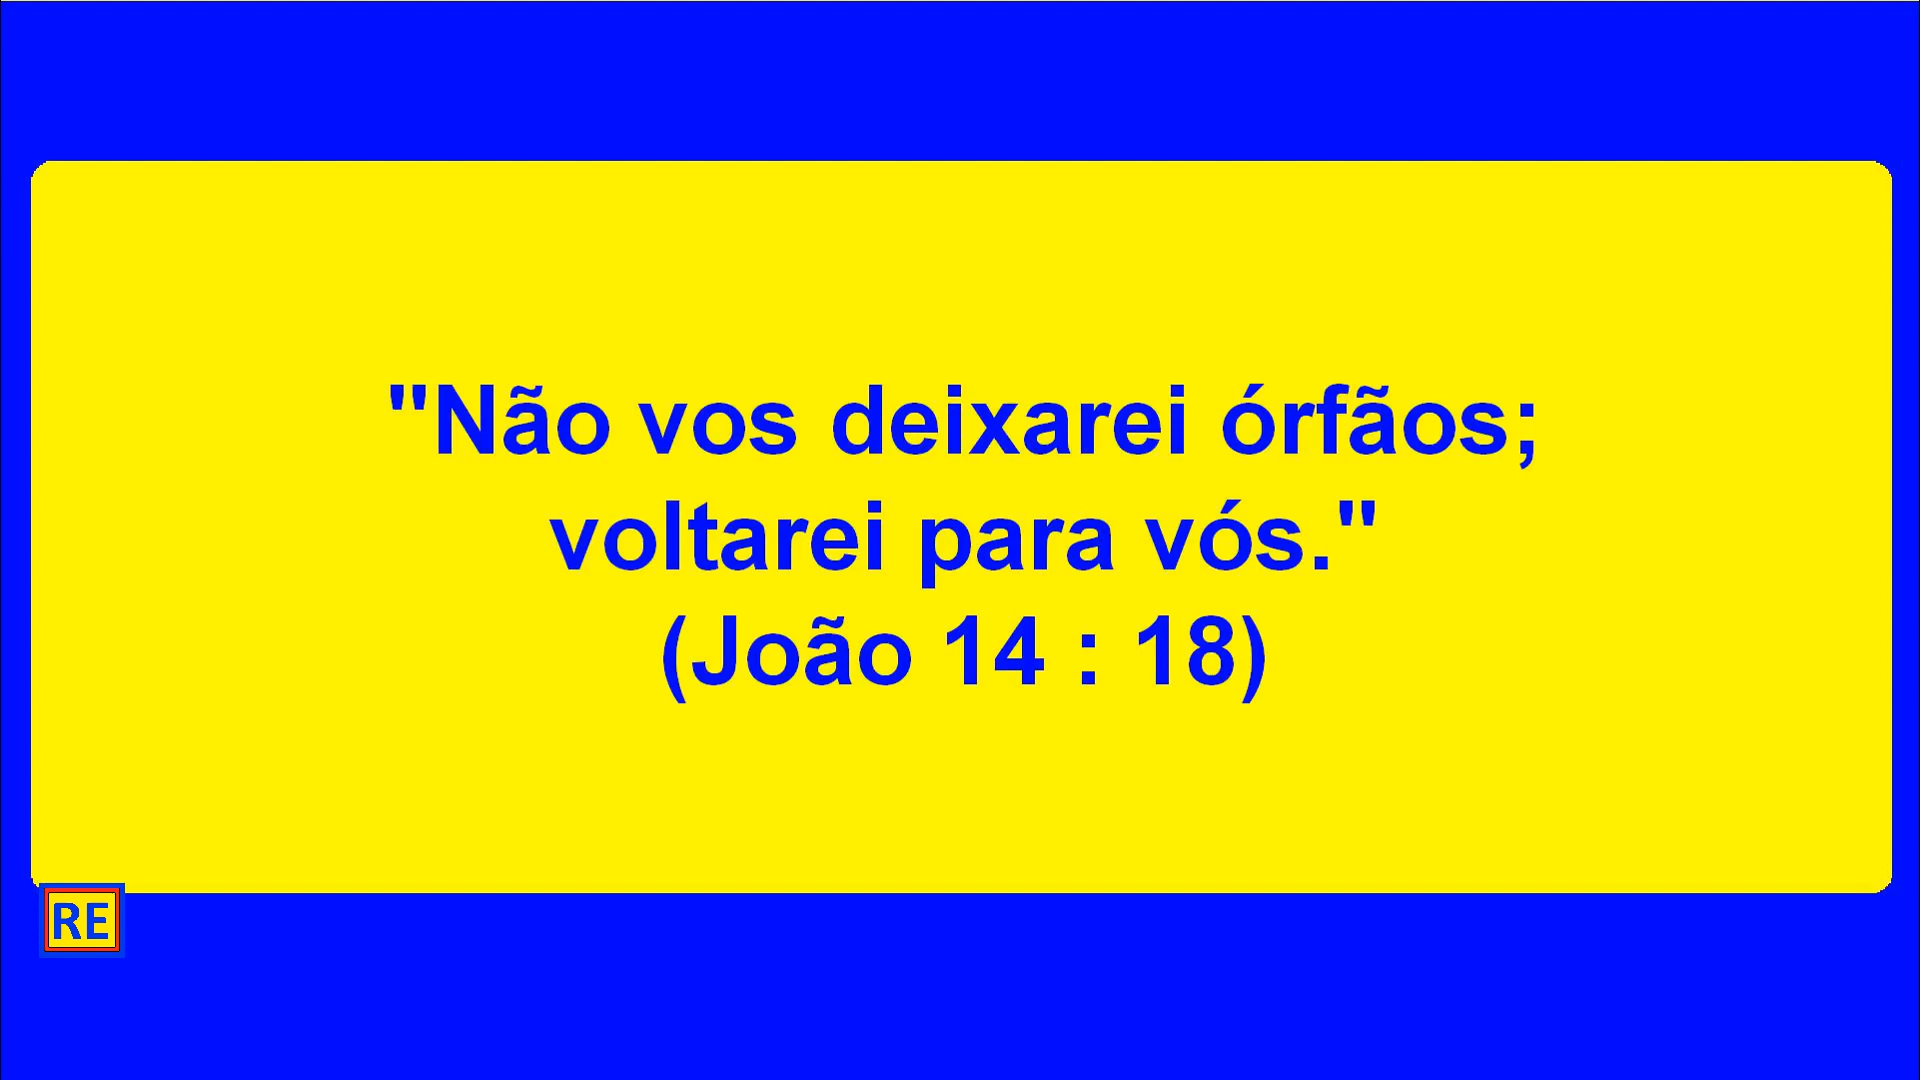 "Não vos deixarei órfãos;
voltarei para vós."
(João 14 : 18)
RE